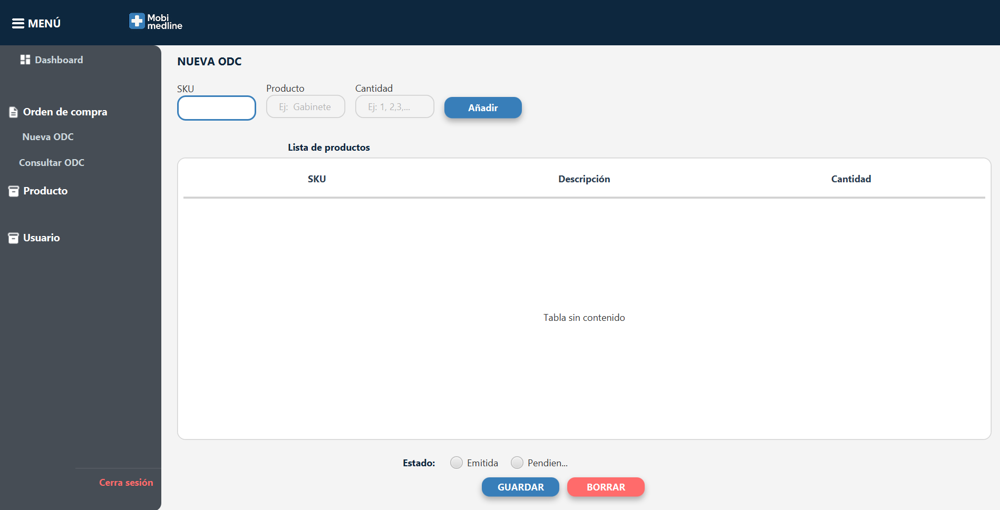 MENÚ
Mobi
medline
Dashboard
Orden de compra
Nueva ODC
Consultar ODC
Producto
Usuario
Cerra sesión
NUEVA ODC
SKU
Producto
Cantidad
Ej: Gabinete
Ej: 1, 2,3,...
Añadir
Lista de productos
SKU
Descripción
Cantidad
Tabla sin contenido
Estado:
Emitida
Pendien...
GUARDAR
BORRAR